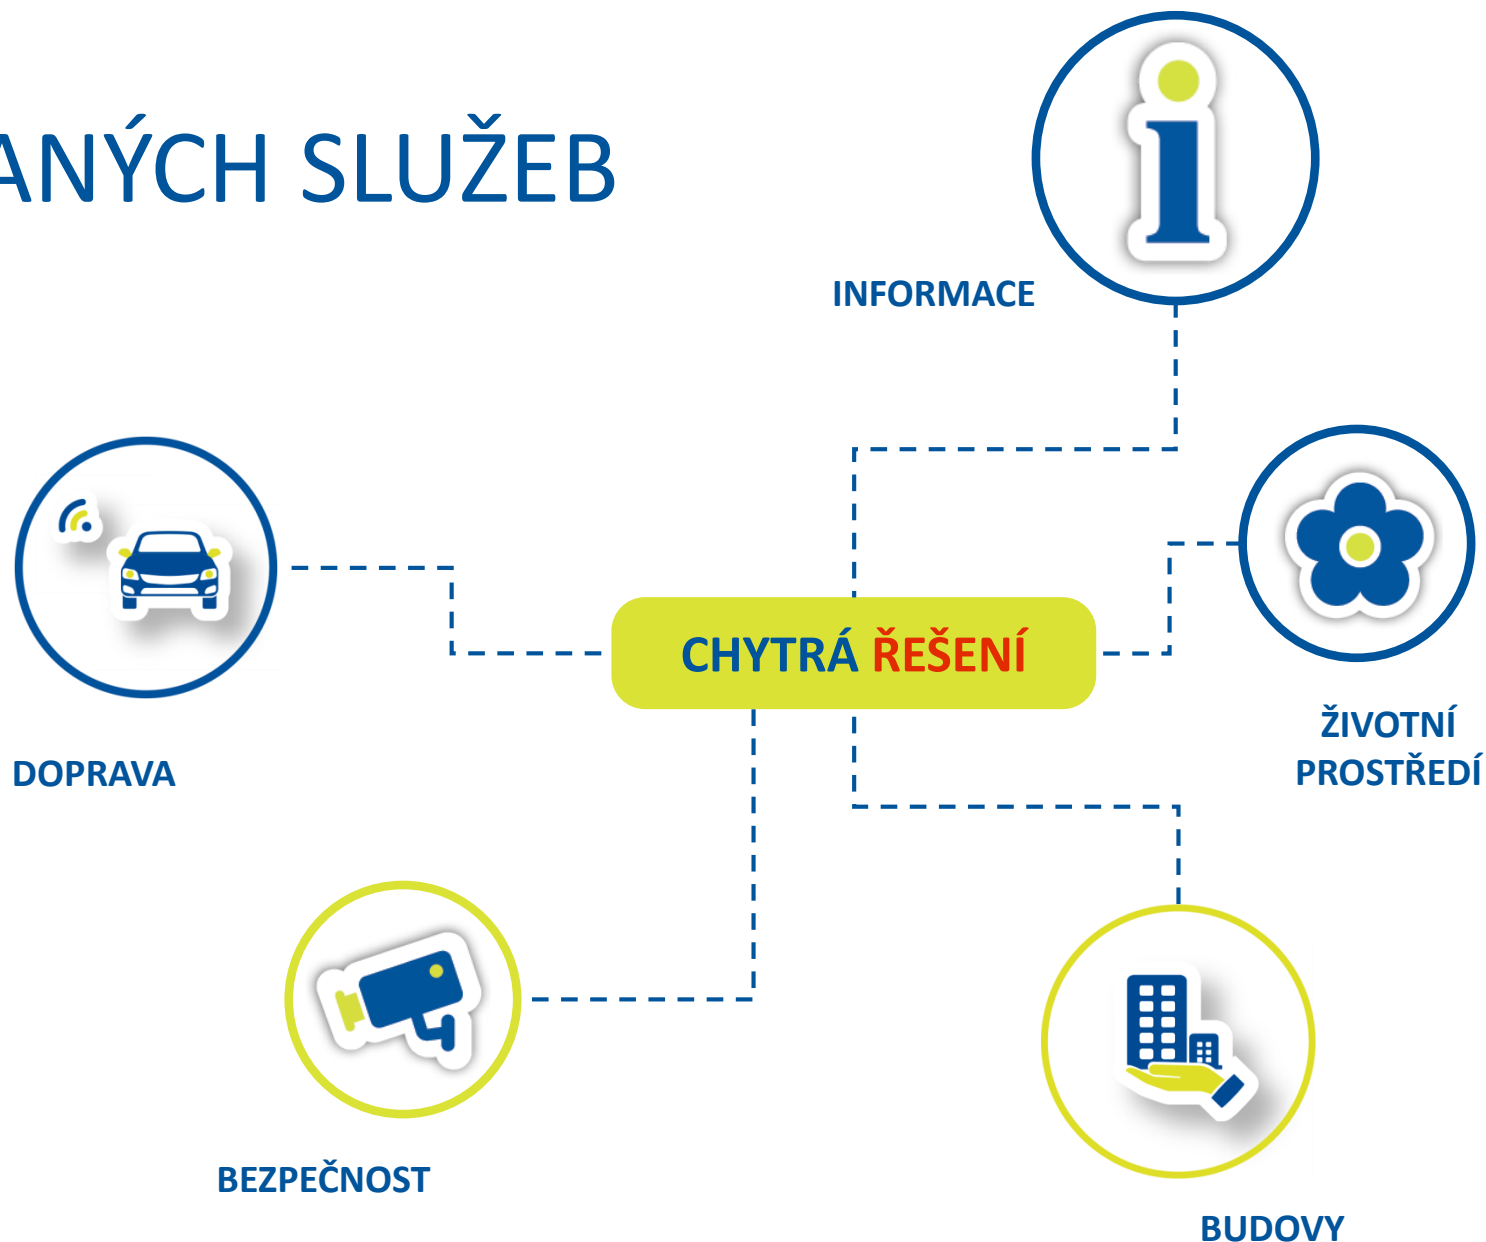 ANÝCH SLUŽEB
INFORMACE
CHYTRÁ ŘEŠENÍ
ŽIVOTNÍ
PROSTŘEDÍ
DOPRAVA
BEZPEČNOST
BUDOVY